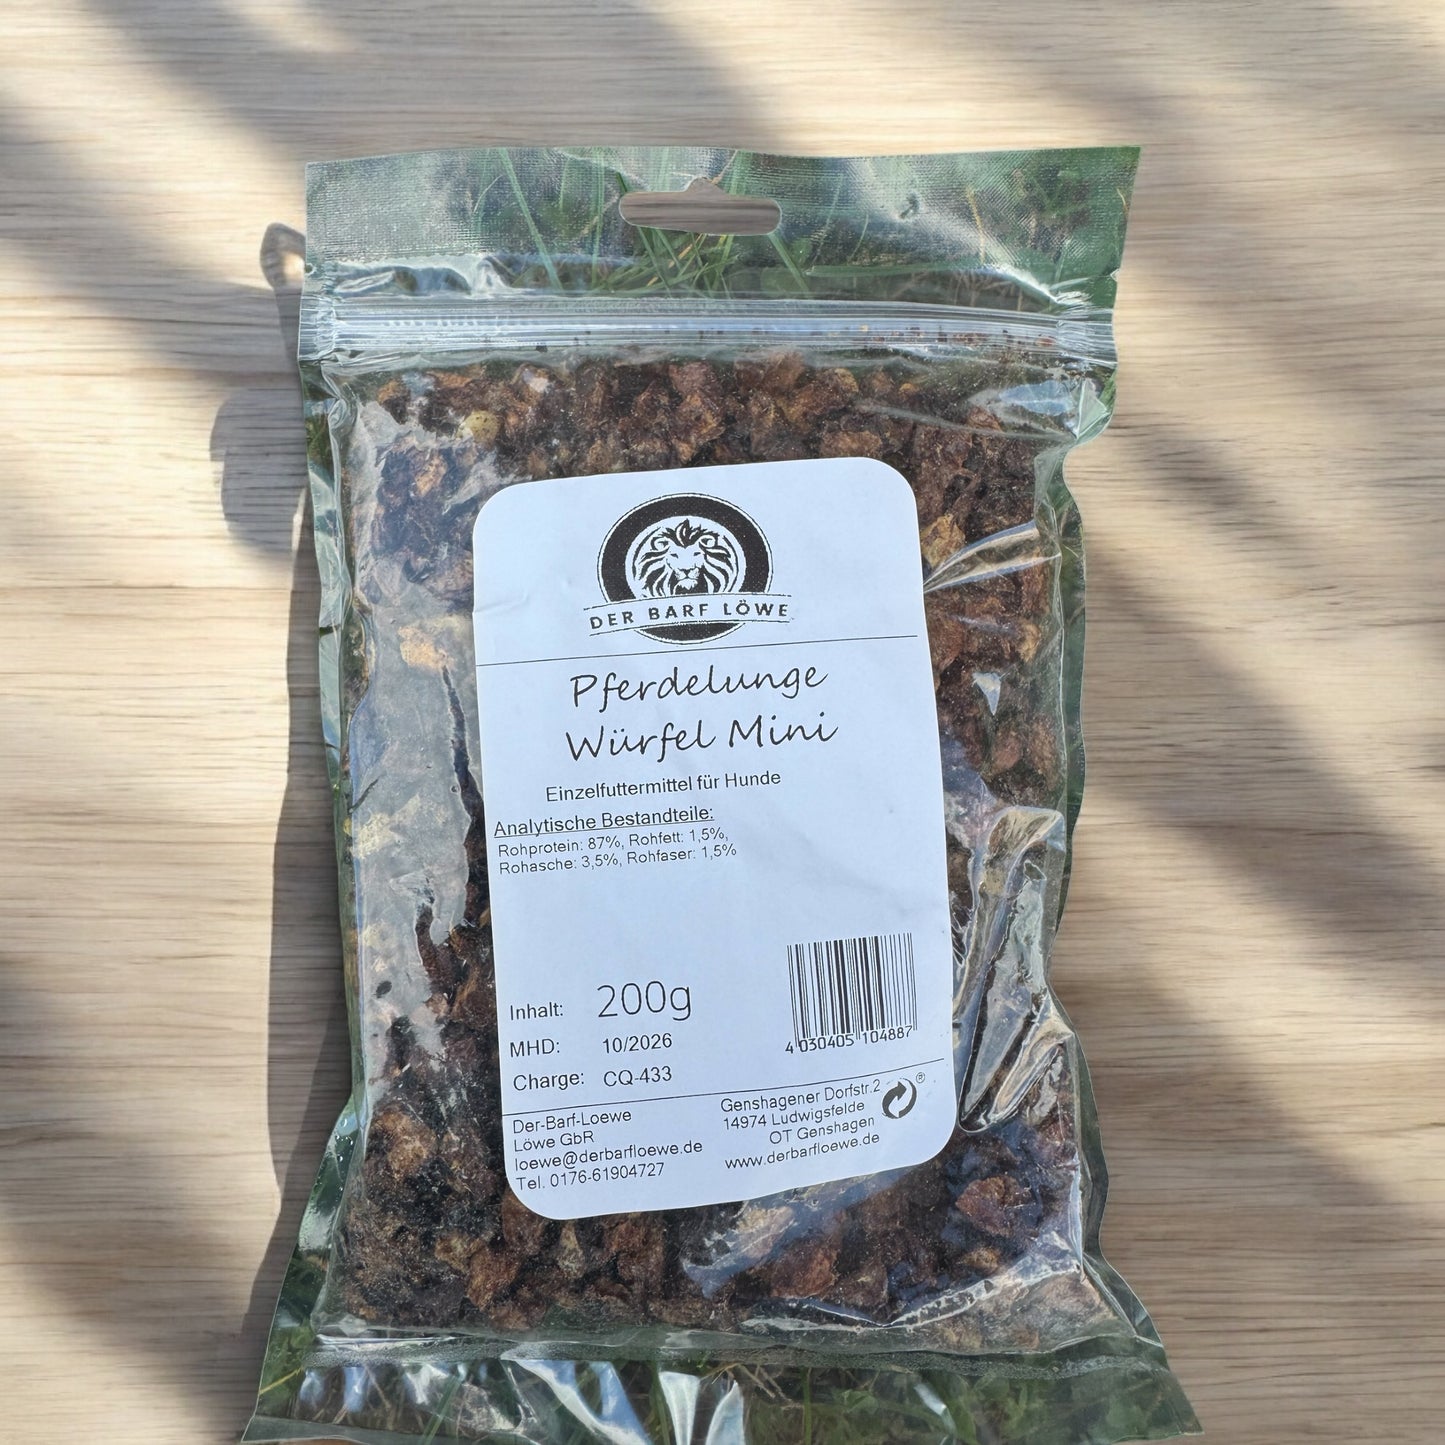 DER BARF LÖWE
Pferdelunge
Würfel Mini
Einzelfuttermittel für Hunde
Analytische Bestandteile:
Rohprotein: 87%, Rohfett: 1,5%,
Rohasche: 3,5%, Rohfaser: 1,5%
Inhalt: 200g
MHD: 10/2026
Charge: CQ-433
4 030405 104887
Der-Barf-Loewe
Löwe GbR
loewe@derbarfloewe.de
Tel. 0176-61904727
Genshagener Dorfstr.2
14974 Ludwigsfelde
OT Genshagen
www.derbarfloewe.de
®